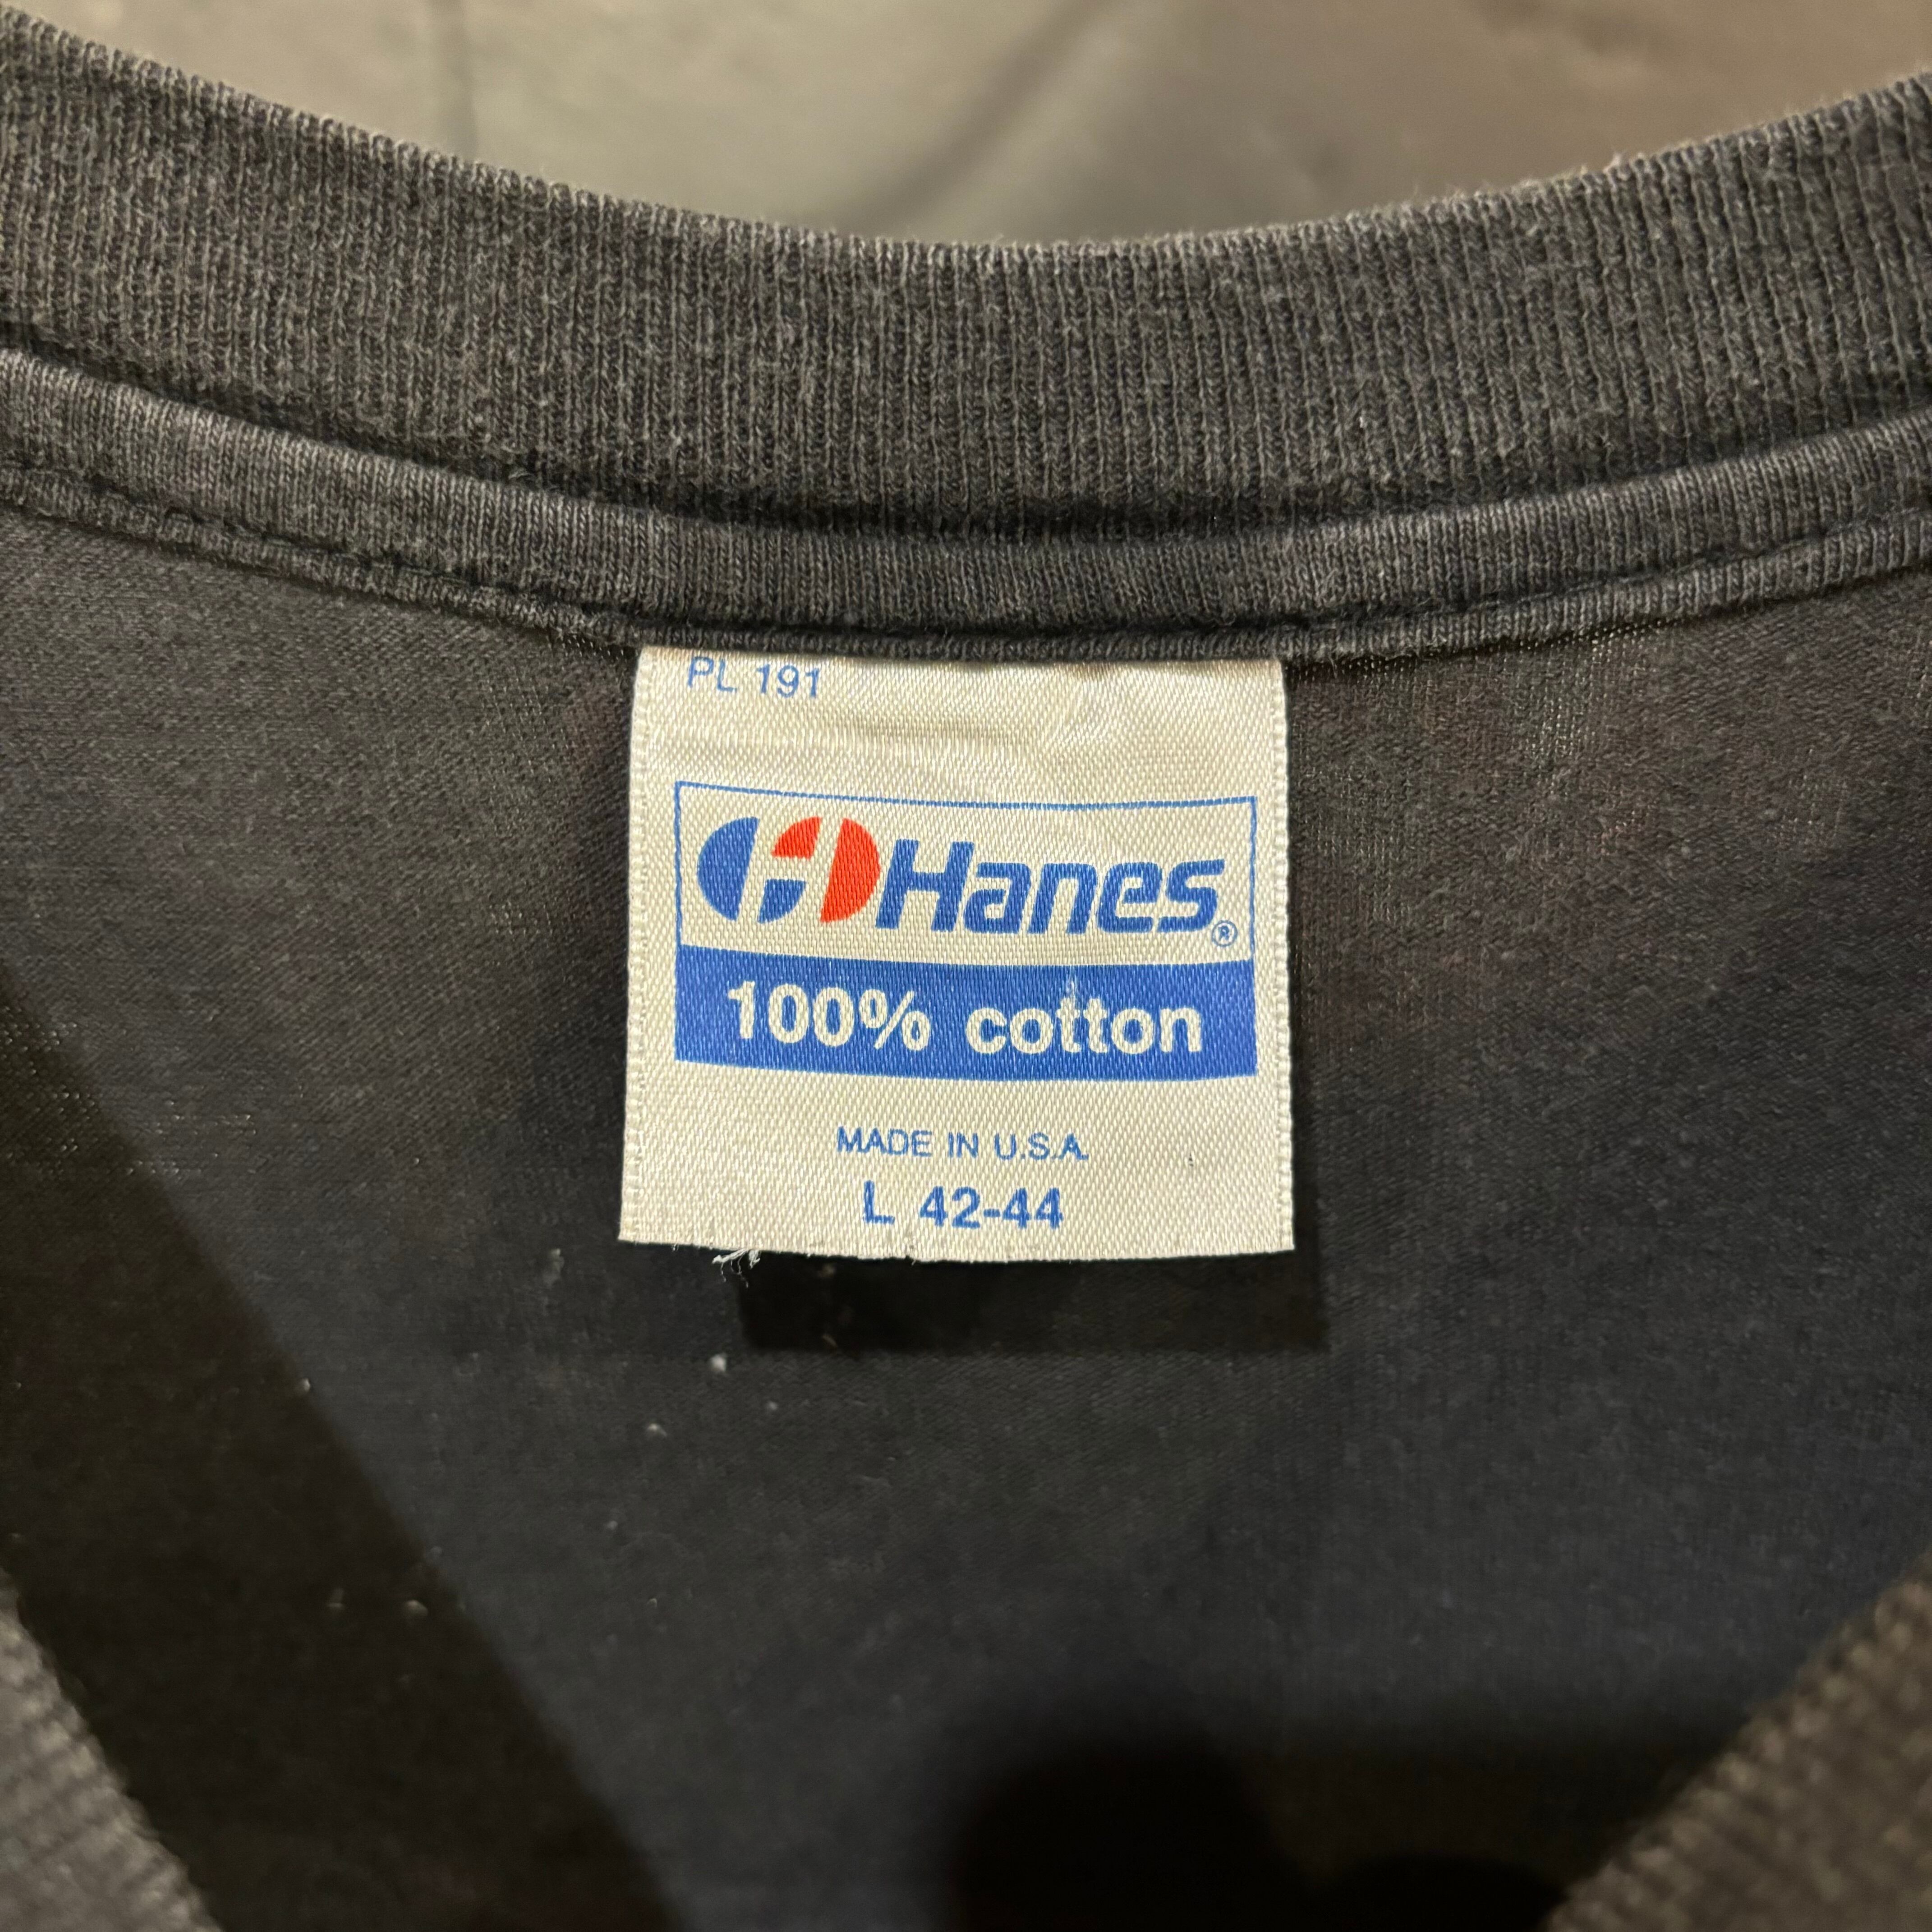 PL 191
Hanes®
100% cotton
MADE IN U.S.A.
L 42-44